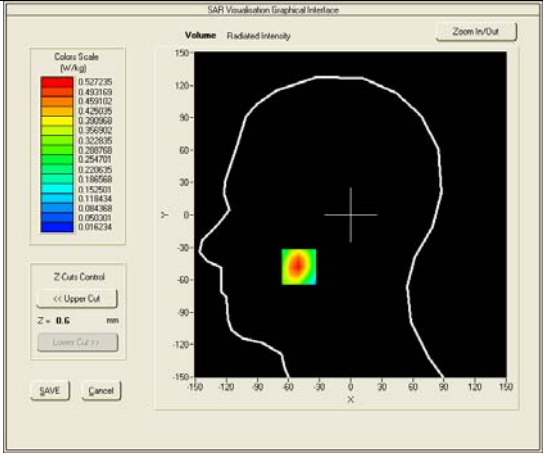 SAR Visualisation Graphical Interface
Volume Radiated Intensity
Zoom In/Out
Colors Scale
(W/kg)
0.527235
0.493169
0.459102
0.425035
0.390968
0.356902
0.322835
0.288768
0.254701
0.220635
0.186568
0.152501
0.118434
0.084368
0.050301
0.016234
Z Cuts Control
<< Upper Cut
Z = 0.6 mm
Lower Cut >>
SAVE Cancel
150
120
90
60
30
0
-30
-60
-90
-120
-150
Y
-150 -120 -90 -60 -30 0 30 60 90 120 150
X